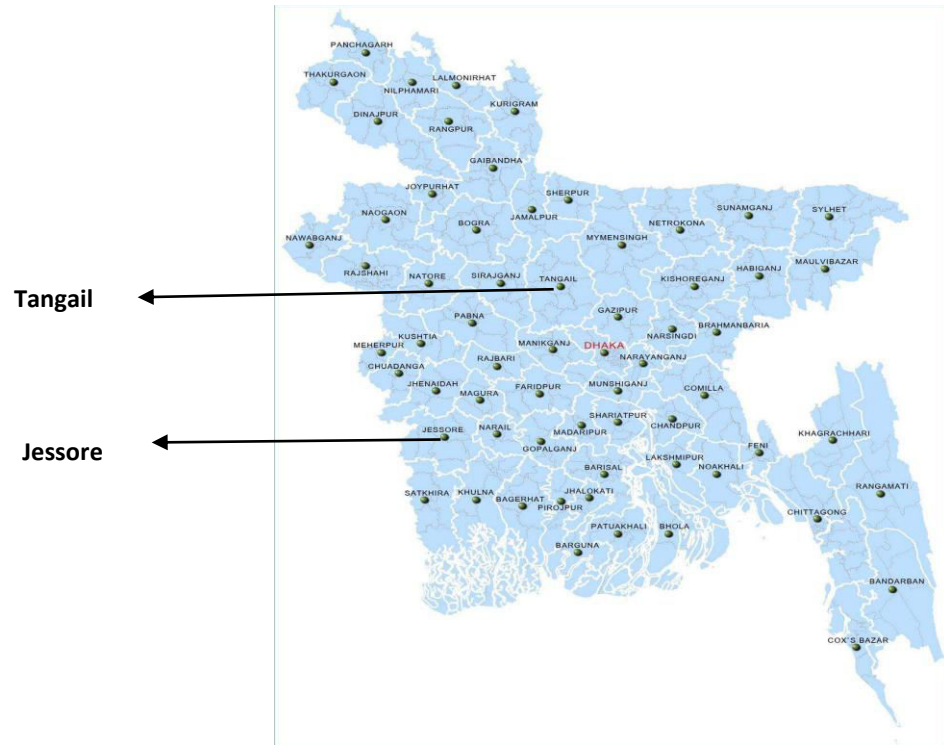 PANCHAGARH
THAKURGAON
LALMONIRHAT
NILPHAMARI
KURIGRAM
DINAJPUR
RANGPUR
GAIBANDHA
JOYPURHAT
SHERPUR
JAMALPUR
NAOGAON
BOGRA
SUNAMGANJ
SYLHET
NETROKONA
NAWABGANJ
MYMENSINGH
RAJSHAHI
NATORE
SIRAJGANJ
TANGAIL
KISHOREGANJ
HABIGANJ
MAULVIBAZAR
Tangail
PABNA
GAZIPUR
NARSINGDI
BRAHMANBARIA
KUSHTIA
MEHERPUR
MANIKGANJ
DHAKA
CHUADANGA
RAJBARI
NARAYANGANJ
JHENAIDAH
MAGURA
FARIDPUR
MUNSHIGANJ
COMILLA
JESSORE
NARAIL
SHARIATPUR
MADARIPUR
CHANDPUR
GOPALGANJ
FENI
KHAGRACHHARI
Jessore
LAKSHMIPUR
NOAKHALI
BARISAL
SATKHIRA
KHULNA
BAGERHAT
JHALOKATI
PIROJPUR
RANGAMATI
CHITTAGONG
PATUAKHALI
BHOLA
BARGUNA
BANDARBAN
COX`S BAZAR